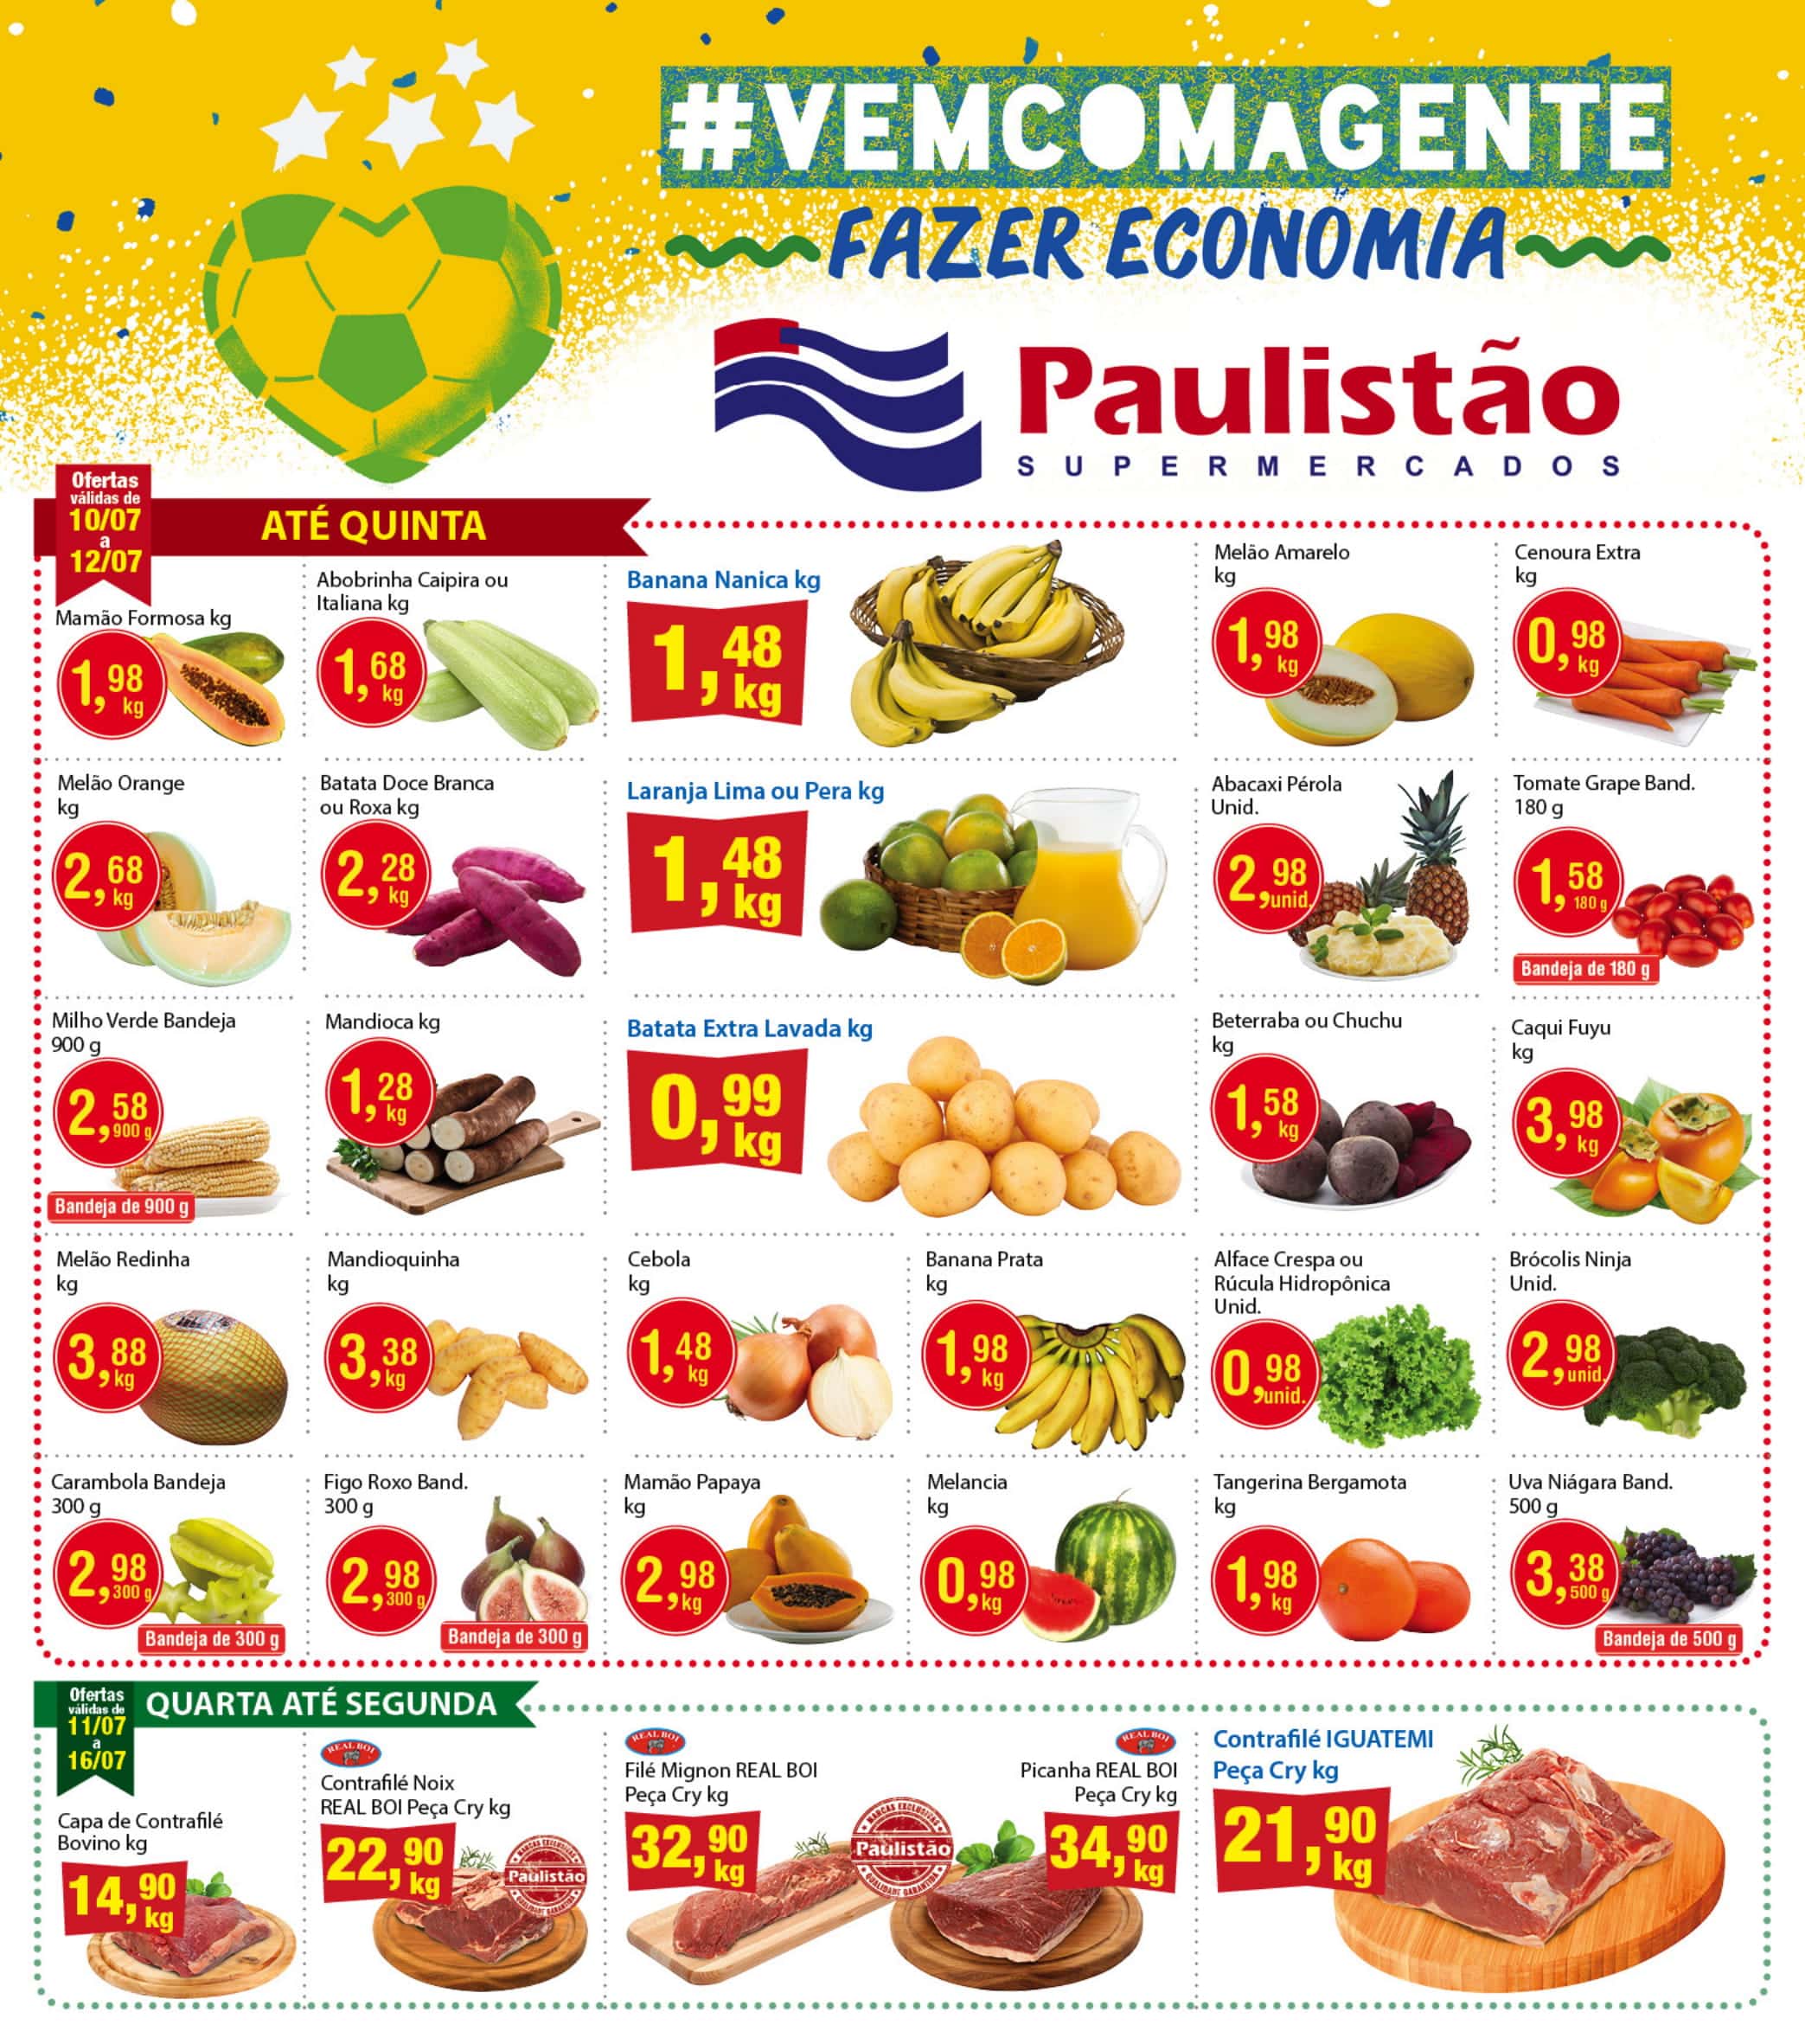 #VEMCOMAGENTE
FAZER ECONOMIA
Paulistão
SUPERMERCADOS
Ofertas
válidas de
10/07
a
12/07
ATÉ QUINTA
Mamão Formosa kg
1,98
kg
Abobrinha Caipira ou
Italiana kg
1,68
kg
Banana Nanica kg
1,48
kg
Melão Amarelo
kg
1,98
kg
Cenoura Extra
kg
0,98
kg
Melão Orange
kg
2,68
kg
Batata Doce Branca
ou Roxa kg
2,28
kg
Laranja Lima ou Pera kg
1,48
kg
Abacaxi Pérola
Unid.
2,98
unid.
Tomate Grape Band.
180 g
1,58
180 g
Bandeja de 180 g
Milho Verde Bandeja
900 g
2,58
900 g
Bandeja de 900 g
Mandioca kg
1,28
kg
Batata Extra Lavada kg
0,99
kg
Beterraba ou Chuchu
kg
1,58
kg
Caqui Fuyu
kg
3,98
kg
Melão Redinha
kg
3,88
kg
Mandioquinha
kg
3,38
kg
Cebola
kg
1,48
kg
Banana Prata
kg
1,98
kg
Alface Crespa ou
Rúcula Hidropônica
Unid.
0,98
unid.
Brócolis Ninja
Unid.
2,98
unid.
Carambola Bandeja
300 g
2,98
300 g
Bandeja de 300 g
Figo Roxo Band.
300 g
2,98
300 g
Bandeja de 300 g
Mamão Papaya
kg
2,98
kg
Melancia
kg
0,98
kg
Tangerina Bergamota
kg
1,98
kg
Uva Niágara Band.
500 g
3,38
500 g
Bandeja de 500 g
Ofertas
válidas de
11/07
a
16/07
QUARTA ATÉ SEGUNDA
Capa de Contrafilé
Bovino kg
14,90
kg
REAL BOI
Contrafilé Noix
REAL BOI Peça Cry kg
22,90
kg
MARCAS EXCLUSIVAS
Paulistão
QUALIDADE GARANTIDA
REAL BOI
Filé Mignon REAL BOI
Peça Cry kg
32,90
kg
MARCAS EXCLUSIVAS
Paulistão
QUALIDADE GARANTIDA
REAL BOI
Picanha REAL BOI
Peça Cry kg
34,90
kg
Contrafilé IGUATEMI
Peça Cry kg
21,90
kg